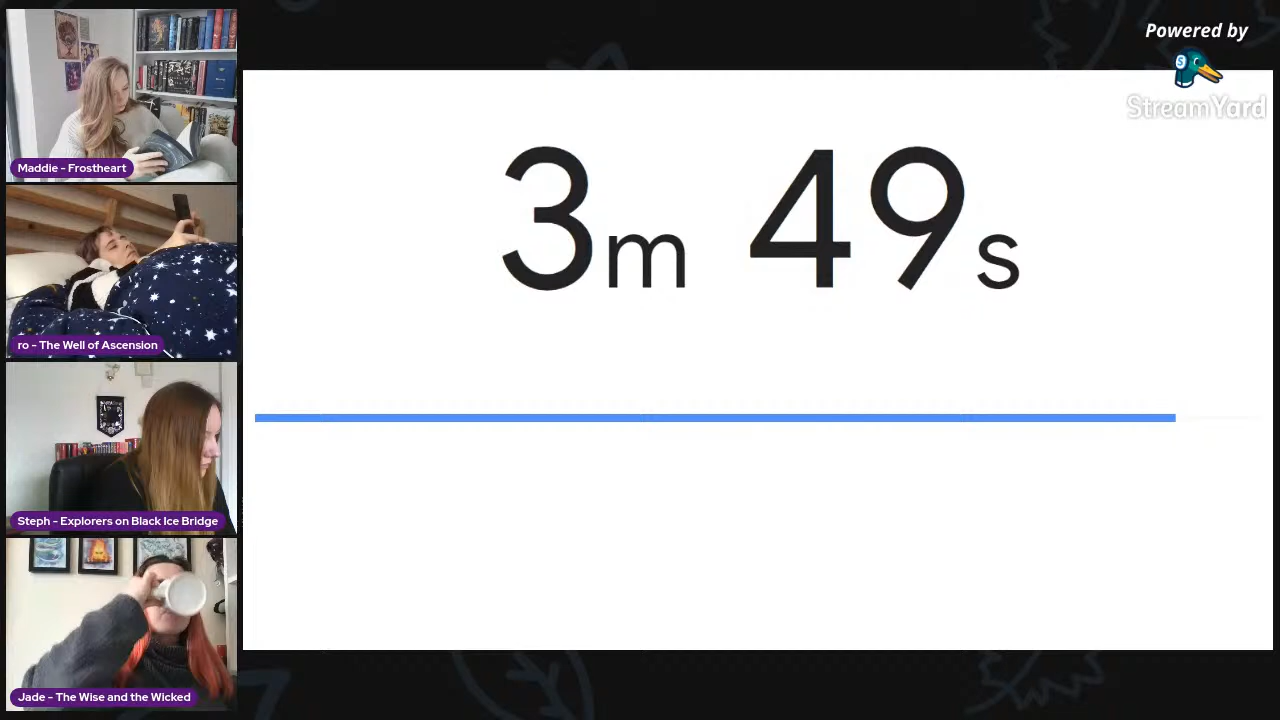 Maddie - Frostheart
ro - The Well of Ascension
Steph - Explorers on Black Ice Bridge
Jade - The Wise and the Wicked
3m 49s
Powered by
StreamYard